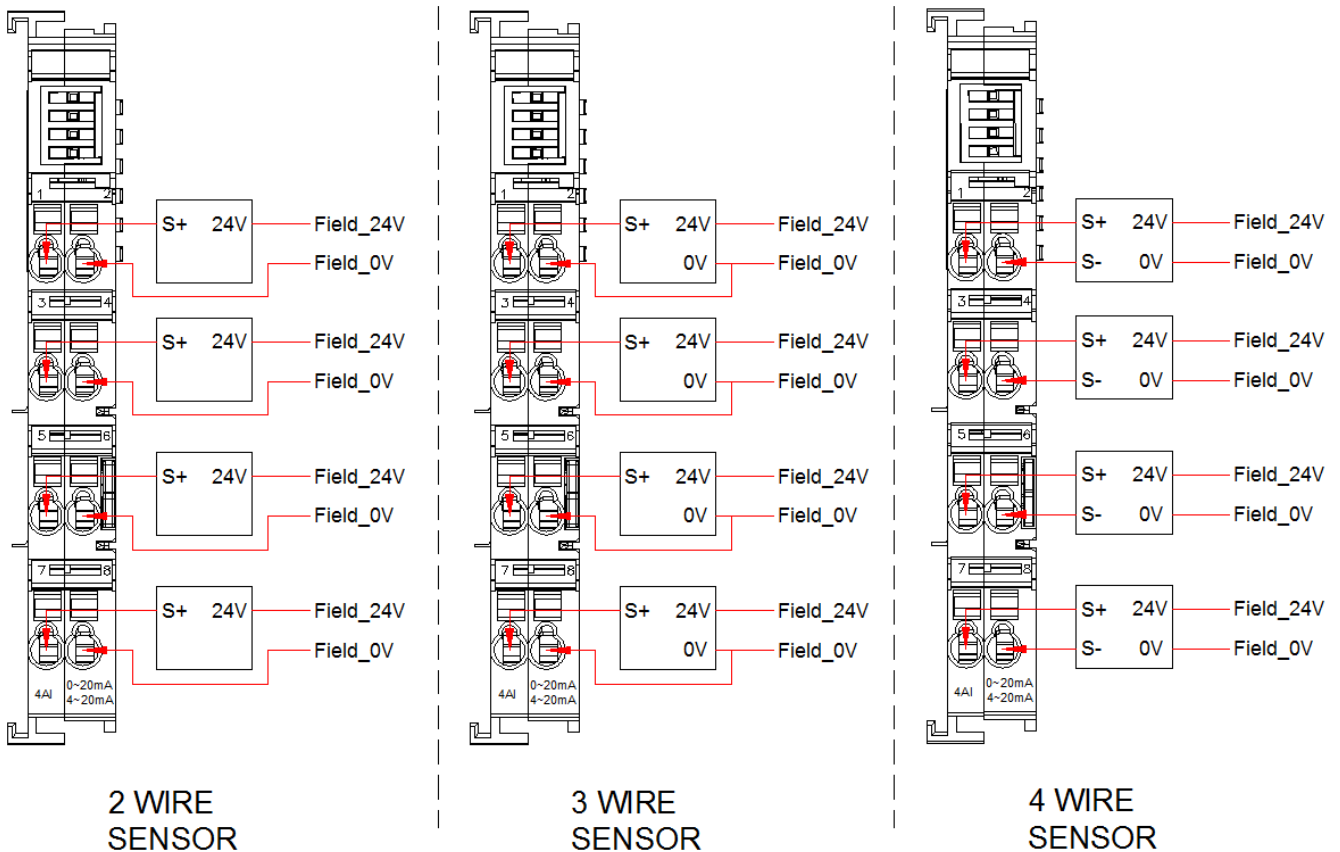 1 2
S+ 24V Field_24V
Field_0V
3 4
S+ 24V Field_24V
Field_0V
5 6
S+ 24V Field_24V
Field_0V
7 8
S+ 24V Field_24V
Field_0V
4AI 0~20mA
4~20mA
2 WIRE
SENSOR
1 2
S+ 24V Field_24V
0V Field_0V
3 4
S+ 24V Field_24V
0V Field_0V
5 6
S+ 24V Field_24V
0V Field_0V
7 8
S+ 24V Field_24V
0V Field_0V
4AI 0~20mA
4~20mA
3 WIRE
SENSOR
1 2
S+ 24V Field_24V
S- 0V Field_0V
3 4
S+ 24V Field_24V
S- 0V Field_0V
5 6
S+ 24V Field_24V
S- 0V Field_0V
7 8
S+ 24V Field_24V
S- 0V Field_0V
4AI 0~20mA
4~20mA
4 WIRE
SENSOR